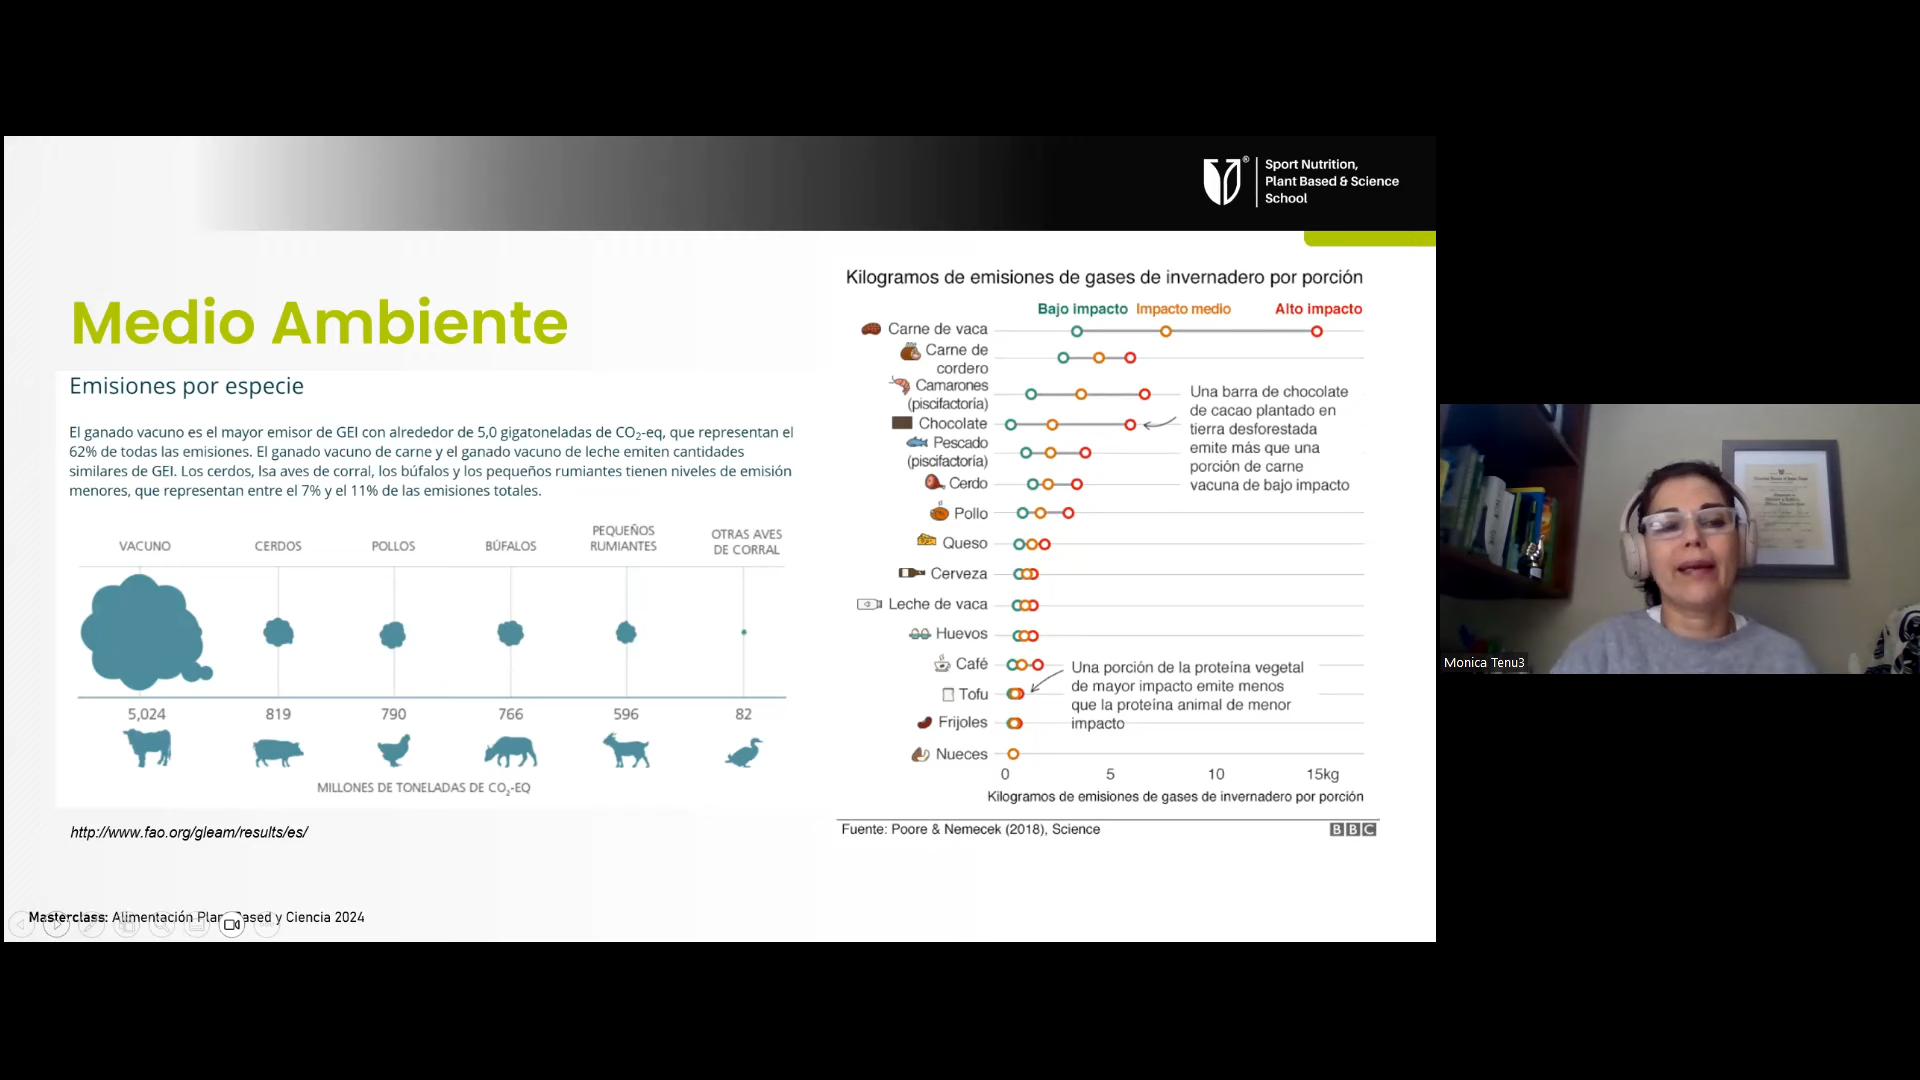 Sport Nutrition,
Plant Based & Science
School
Medio Ambiente
Emisiones por especie
El ganado vacuno es el mayor emisor de GEI con alrededor de 5,0 gigatoneladas de CO2-eq, que representan el
62% de todas las emisiones. El ganado vacuno de carne y el ganado vacuno de leche emiten cantidades
similares de GEI. Los cerdos, lsa aves de corral, los búfalos y los pequeños rumiantes tienen niveles de emisión
menores, que representan entre el 7% y el 11% de las emisiones totales.
VACUNO
CERDOS
POLLOS
BÚFALOS
PEQUEÑOS
RUMIANTES
OTRAS AVES
DE CORRAL
5,024
819
790
766
596
82
MILLONES DE TONELADAS DE CO2-EQ
http://www.fao.org/gleam/results/es/
Kilogramos de emisiones de gases de invernadero por porción
Bajo impacto
Impacto medio
Alto impacto
Carne de vaca
Carne de
cordero
Camarones
(piscifactoría)
Chocolate
Pescado
(piscifactoría)
Cerdo
Pollo
Queso
Cerveza
Leche de vaca
Huevos
Café
Tofu
Frijoles
Nueces
Una barra de chocolate
de cacao plantado en
tierra desforestada
emite más que una
porción de carne
vacuna de bajo impacto
Una porción de la proteína vegetal
de mayor impacto emite menos
que la proteína animal de menor
impacto
0
5
10
15kg
Kilogramos de emisiones de gases de invernadero por porción
Fuente: Poore & Nemecek (2018), Science
BBC
Masterclass: Alimentación Plant Based y Ciencia 2024
Monica Tenu3